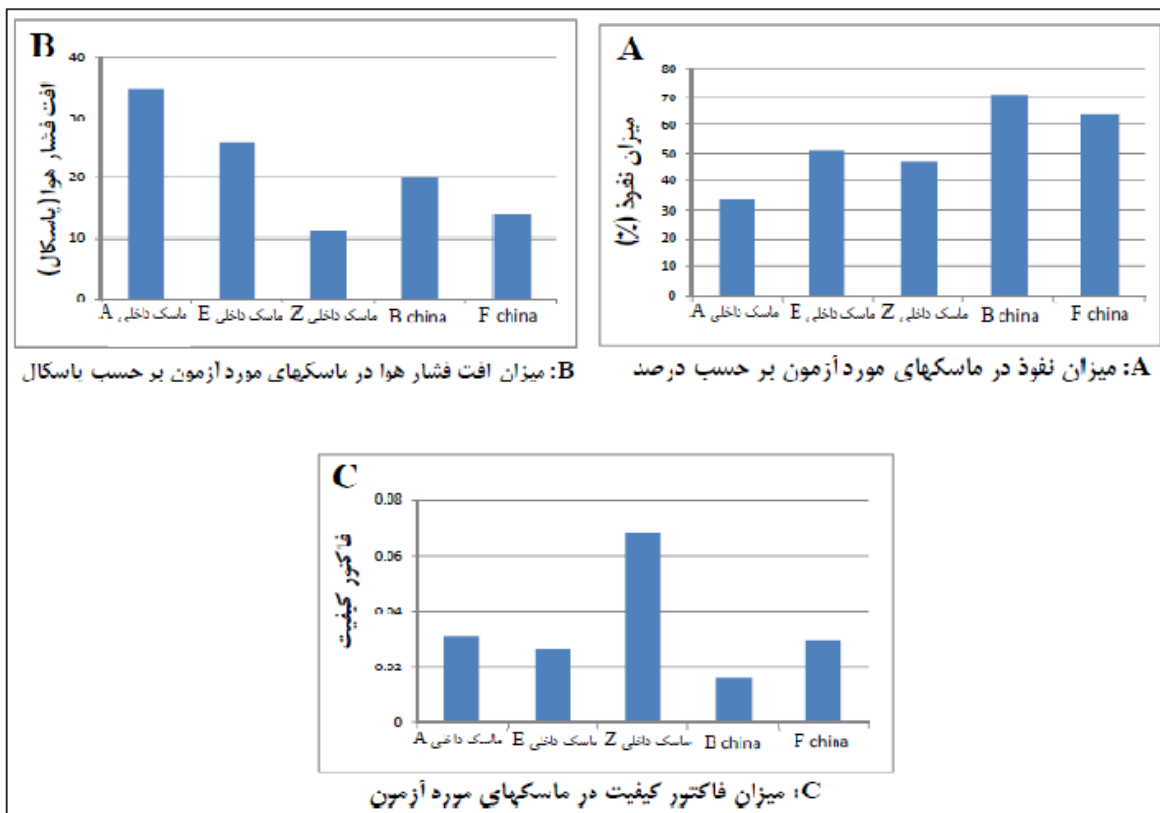 A
میزان نفوذ (%)
80
70
60
50
40
30
20
10
0
ماسک داخلی A
ماسک داخلی E
ماسک داخلی Z
B china
F china
A: میزان نفوذ در ماسکهای مورد آزمون بر حسب درصد
B
افت فشار هوا (پاسکال)
40
30
20
10
0
ماسک داخلی A
ماسک داخلی E
ماسک داخلی Z
B china
F china
B: میزان افت فشار هوا در ماسکهای مورد آزمون بر حسب پاسکال
C
فاکتور کیفیت
0.08
0.06
0.04
0.02
0
ماسک داخلی A
ماسک داخلی E
ماسک داخلی Z
B china
F china
C: میزان فاکتور کیفیت در ماسکهای مورد آزمون